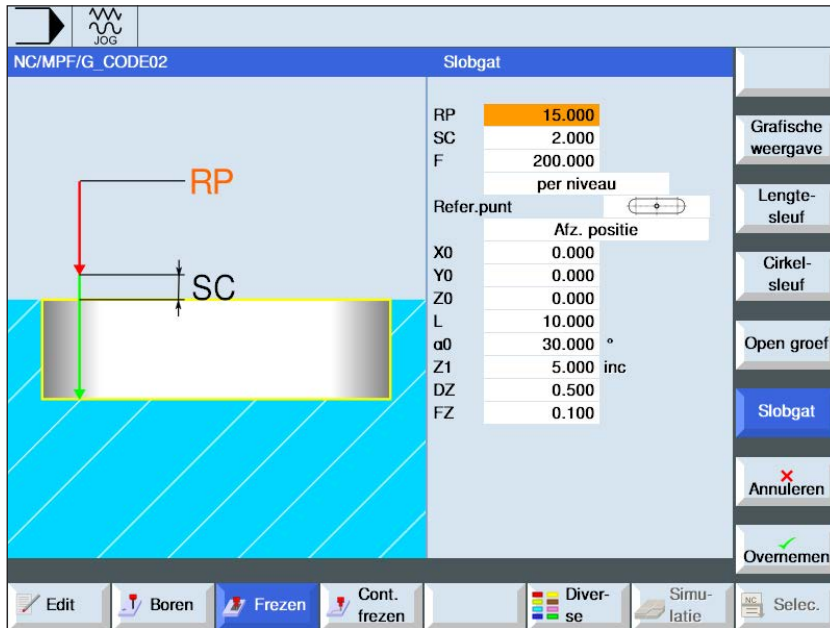 JOG
NC/MPF/G_CODE02
Slobgat
RP
SC
RP 15.000
SC 2.000
F 200.000
per niveau
Refer.punt
Afz. positie
X0 0.000
Y0 0.000
Z0 0.000
L 10.000
α0 30.000 °
Z1 5.000 inc
DZ 0.500
FZ 0.100
Grafische
weergave
Lengte-
sleuf
Cirkel-
sleuf
Open groef
Slobgat
Annuleren
Overnemen
Edit
Boren
Frezen
Cont.
frezen
Diver-
se
Simu-
latie
NC
Selec.